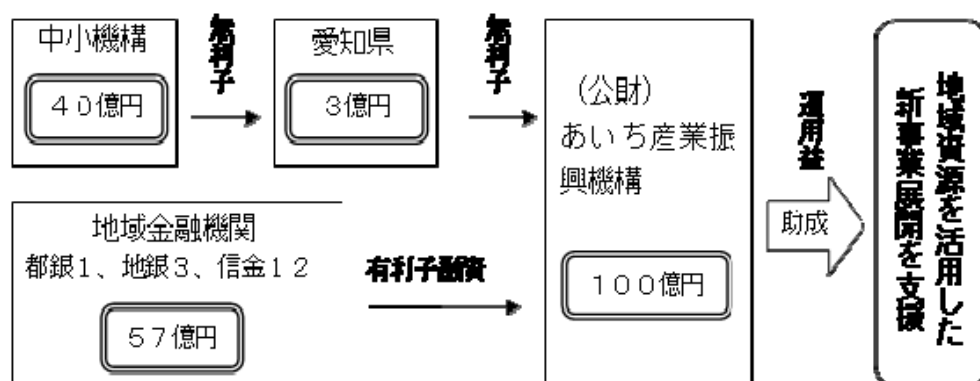 中小機構
４０億円
無利子
愛知県
３億円
無利子
（公財）
あいち産業振
興機構
１００億円
地域金融機関
都銀１、地銀３、信金１２
５７億円
有利子融資
運用益
助成
地域資源を活用した
新事業展開を支援